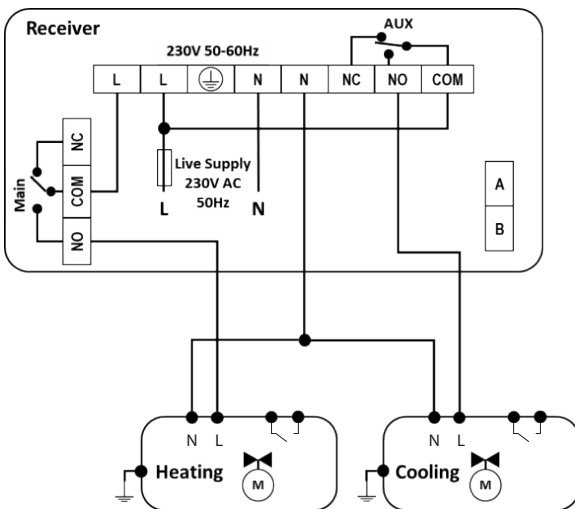 Receiver
AUX
230V 50-60Hz
L L N N NC NO COM
NC
COM
NO
Main
Live Supply
230V AC
50Hz
L N
A
B
N L
Heating
M
N L
Cooling
M